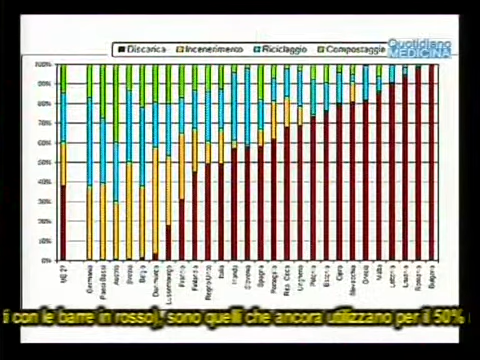 Discarica Incenerimento Riciclaggio Compostaggio
Quotidiano
MEDICINA
100%
90%
80%
70%
60%
50%
40%
30%
20%
10%
0%
Germania
Paesi Bassi
Austria
Svezia
Belgio
Danimarca
Lussemburgo
Francia
Finlandia
Regno Unito
Italia
Irlanda
Slovenia
Spagna
Portogallo
Rep. Ceca
Ungheria
Polonia
Estonia
Cipro
Slovacchia
Grecia
Malta
Lettonia
Lituania
Romania
Bulgaria
ti con le barre in rosso), sono quelli che ancora utilizzano per il 50%